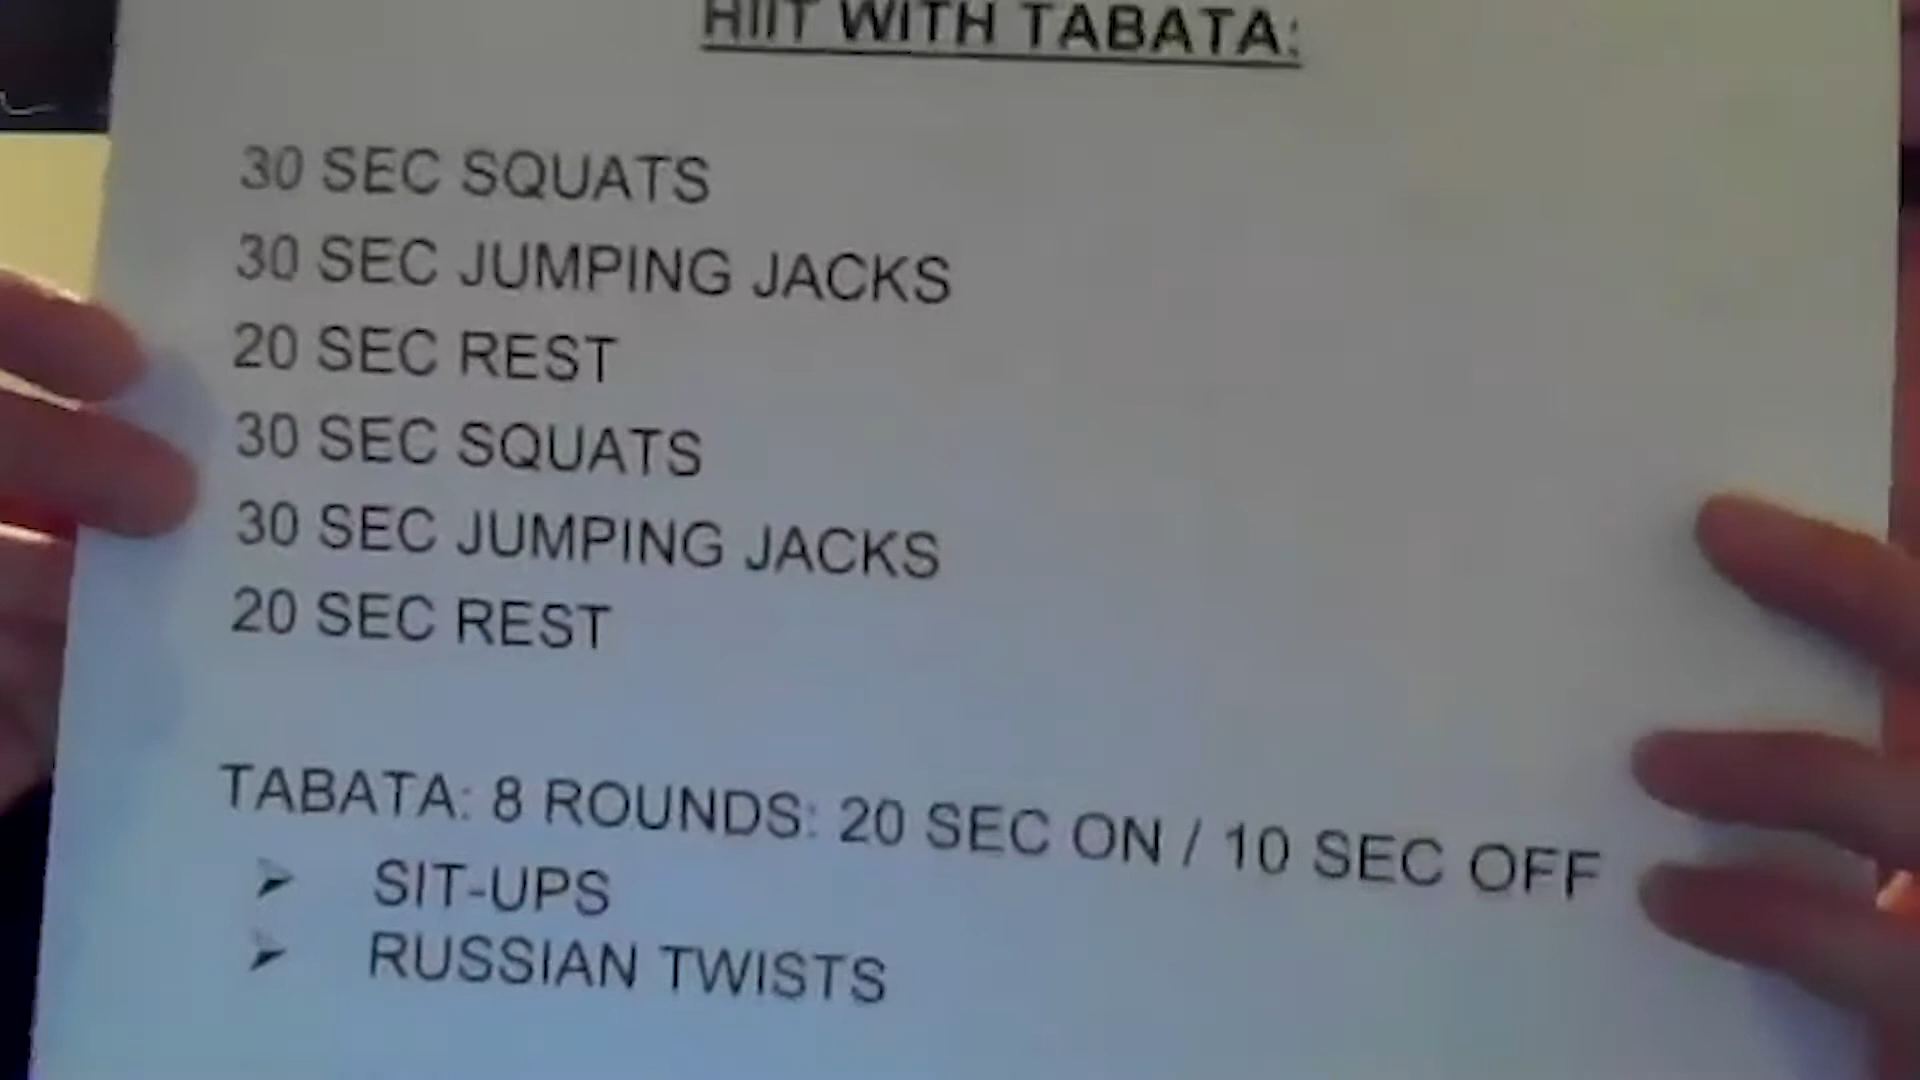 HIIT WITH TABATA:
30 SEC SQUATS
30 SEC JUMPING JACKS
20 SEC REST
30 SEC SQUATS
30 SEC JUMPING JACKS
20 SEC REST
TABATA: 8 ROUNDS: 20 SEC ON / 10 SEC OFF
➤ SIT-UPS
➤ RUSSIAN TWISTS